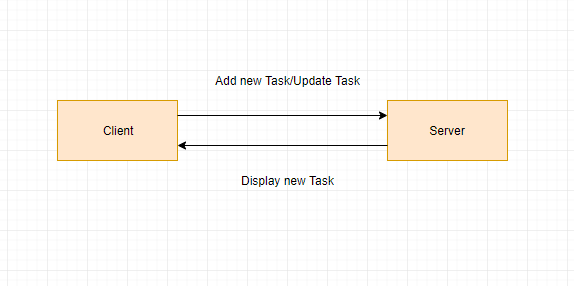 Add new Task/Update Task
Client
Server
Display new Task